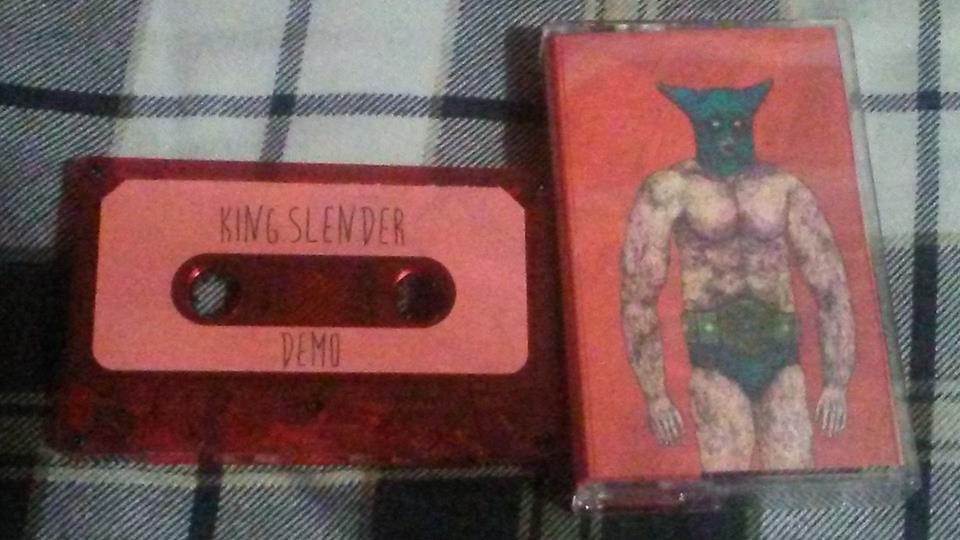 KING SLENDER
DEMO